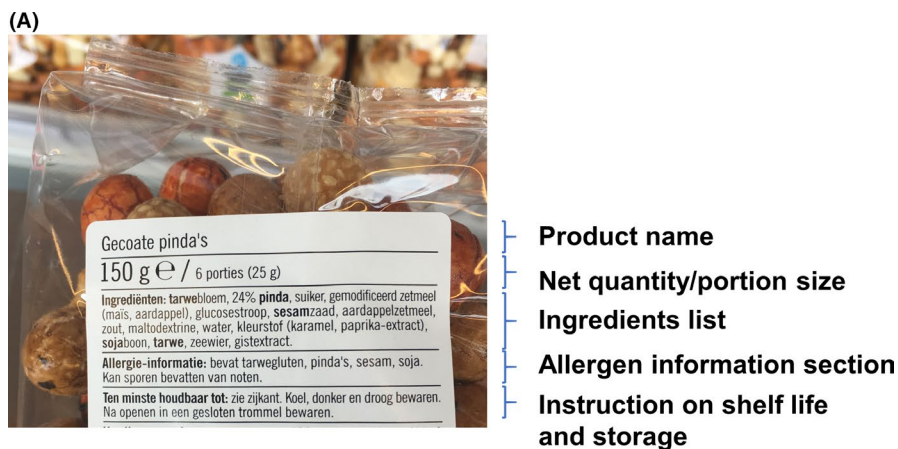 (A)
Gecoate pinda's
150 g ℮ / 6 porties (25 g)
Ingrediënten: tarwebloem, 24% pinda, suiker, gemodificeerd zetmeel
(maïs, aardappel), glucosestroop, sesamzaad, aardappelzetmeel,
zout, maltodextrine, water, kleurstof (karamel, paprika-extract),
sojaboon, tarwe, zeewier, gistextract.
Allergie-informatie: bevat tarwegluten, pinda's, sesam, soja.
Kan sporen bevatten van noten.
Ten minste houdbaar tot: zie zijkant. Koel, donker en droog bewaren.
Na openen in een gesloten trommel bewaren.
Product name
Net quantity/portion size
Ingredients list
Allergen information section
Instruction on shelf life
and storage